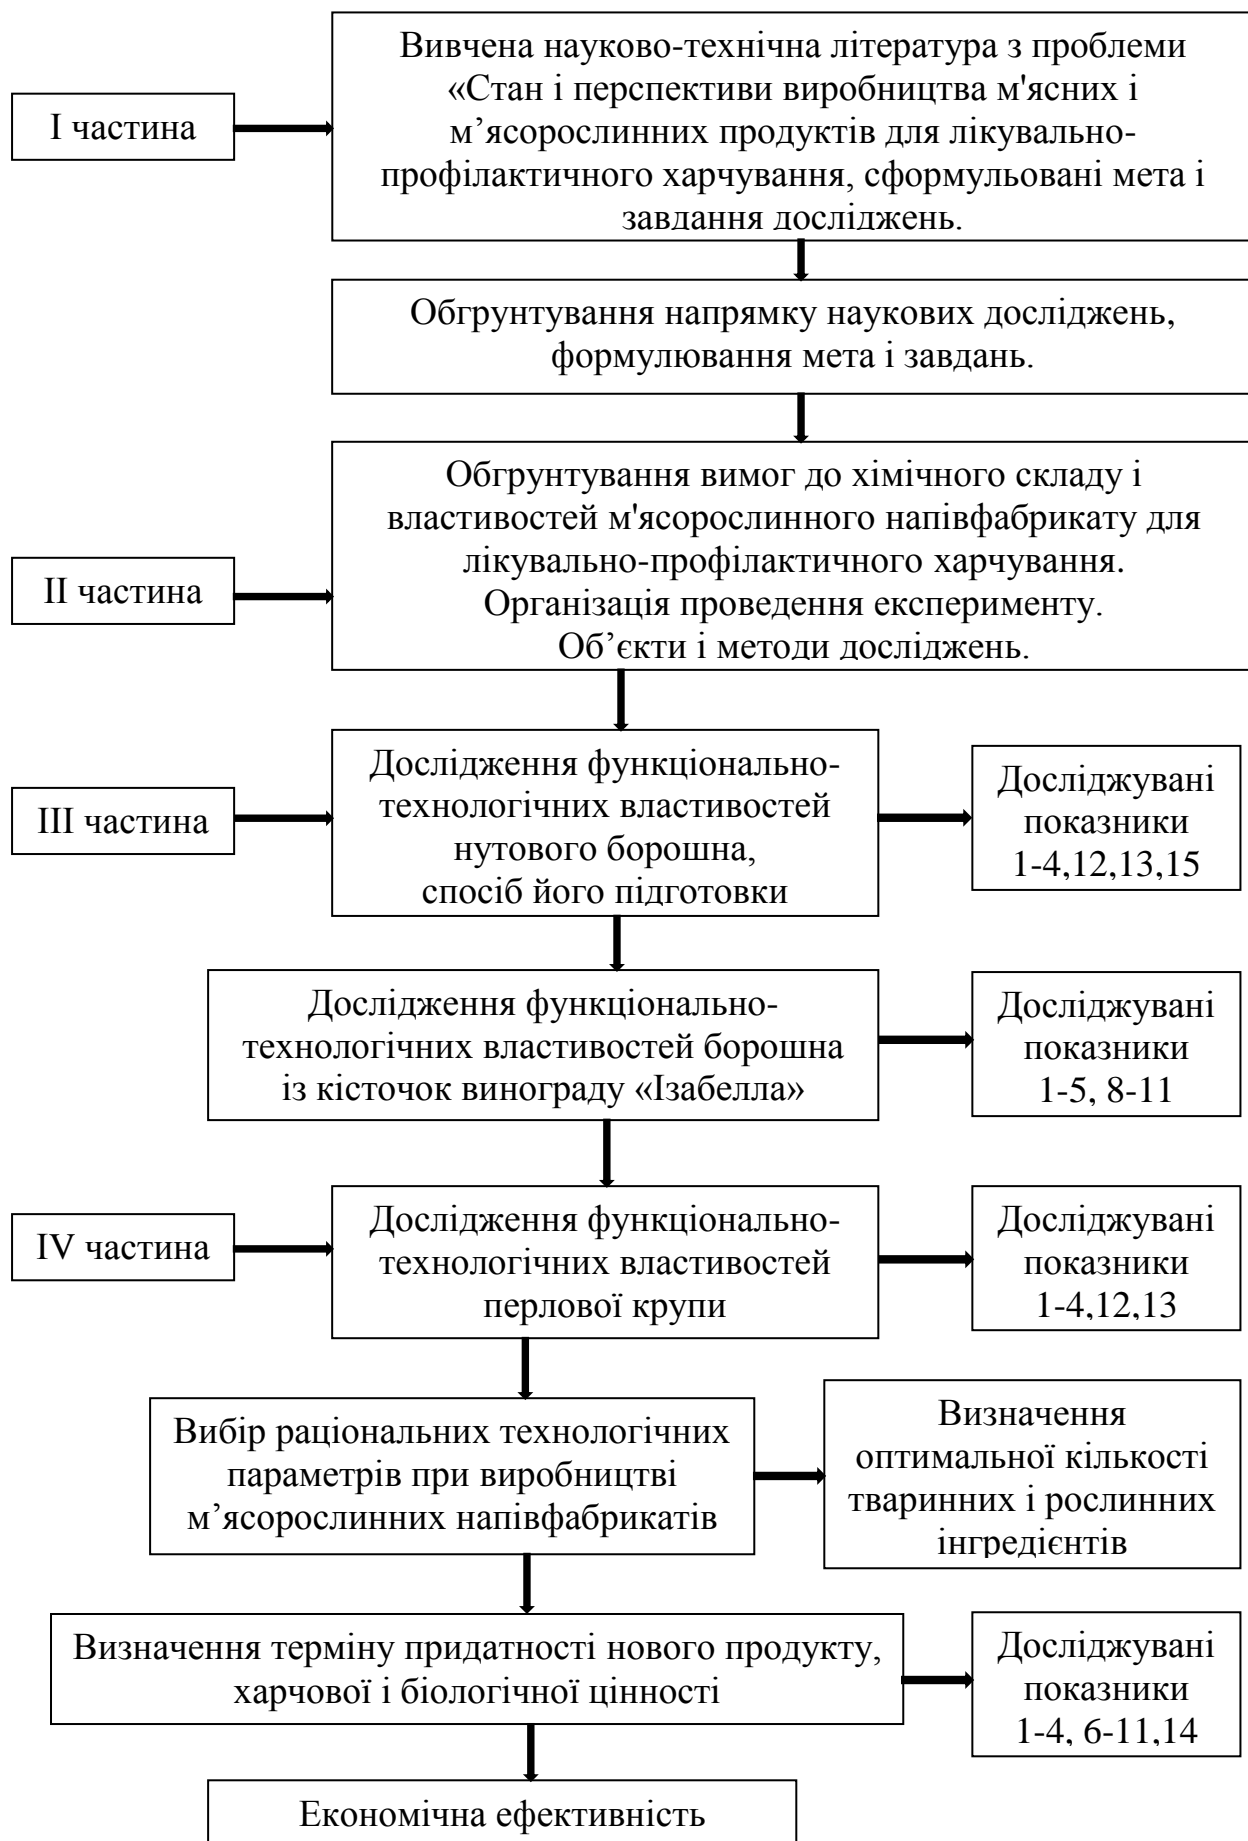 І частина
Вивчена науково-технічна література з проблеми
«Стан і перспективи виробництва м'ясних і
м’ясорослинних продуктів для лікувально-
профілактичного харчування, сформульовані мета і
завдання досліджень.
Обгрунтування напрямку наукових досліджень,
формулювання мета і завдань.
ІІ частина
Обгрунтування вимог до хімічного складу і
властивостей м'ясорослинного напівфабрикату для
лікувально-профілактичного харчування.
Організація проведення експерименту.
Об’єкти і методи досліджень.
ІІІ частина
Дослідження функціонально-
технологічних властивостей
нутового борошна,
спосіб його підготовки
Досліджувані
показники
1-4,12,13,15
Дослідження функціонально-
технологічних властивостей борошна
із кісточок винограду «Ізабелла»
Досліджувані
показники
1-5, 8-11
IV частина
Дослідження функціонально-
технологічних властивостей
перлової крупи
Досліджувані
показники
1-4,12,13
Вибір раціональних технологічних
параметрів при виробництві
м’ясорослинних напівфабрикатів
Визначення
оптимальної кількості
тваринних і рослинних
інгредієнтів
Визначення терміну придатності нового продукту,
харчової і біологічної цінності
Досліджувані
показники
1-4, 6-11,14
Економічна ефективність